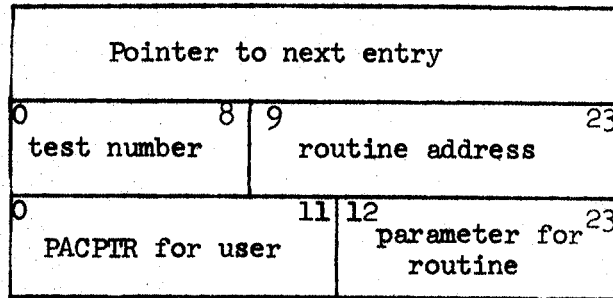 Pointer to next entry
0 8 9 23
test number routine address
0 11 12 23
PACPTR for user parameter for
routine